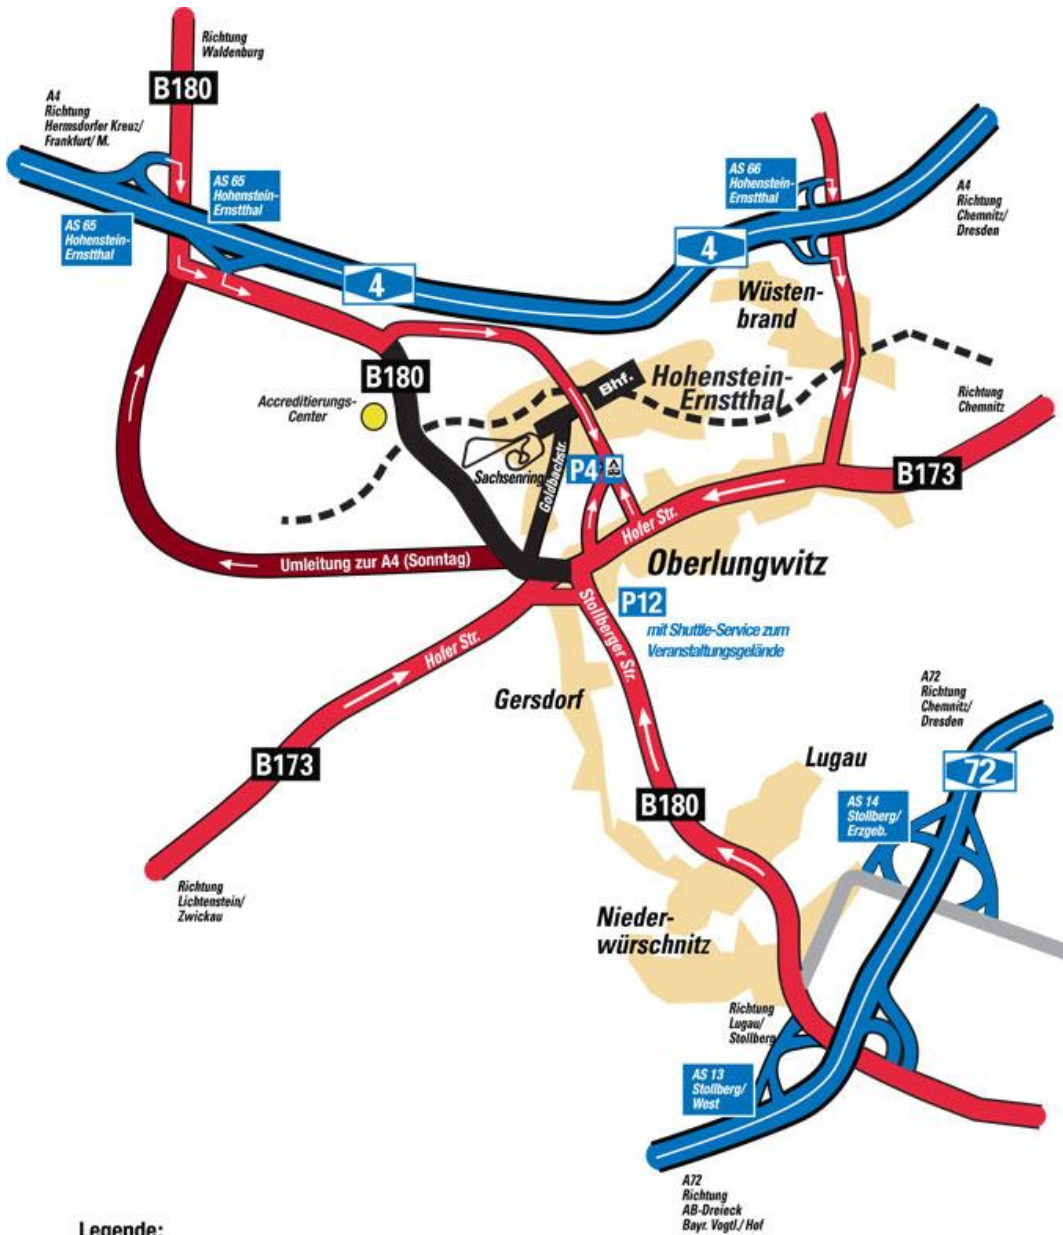 Richtung
Waldenburg
B180
A4
Richtung
Hermsdorfer Kreuz/
Frankfurt/ M.
AS 65
Hohenstein-
Ernstthal
AS 65
Hohenstein-
Ernstthal
AS 66
Hohenstein-
Ernstthal
A4
Richtung
Chemnitz/
Dresden
4
4
Wüsten-
brand
B180
Bhf.
Hohenstein-
Ernstthal
Accreditierungs-
Center
Richtung
Chemnitz
Sachsenring
Goldbachstr.
P4
B173
Hofer Str.
Umleitung zur A4 (Sonntag)
Oberlungwitz
P12
mit Shuttle-Service zum
Veranstaltungsgelände
Stollberger Str.
Hofer Str.
Gersdorf
A72
Richtung
Chemnitz/
Dresden
B173
Lugau
72
B180
AS 14
Stollberg/
Erzgeb.
Richtung
Lichtenstein/
Zwickau
Nieder-
würschnitz
Richtung
Lugau/
Stollberg
AS 13
Stollberg/
West
A72
Richtung
AB-Dreieck
Bayr. Vogtl./ Hof
Legende: